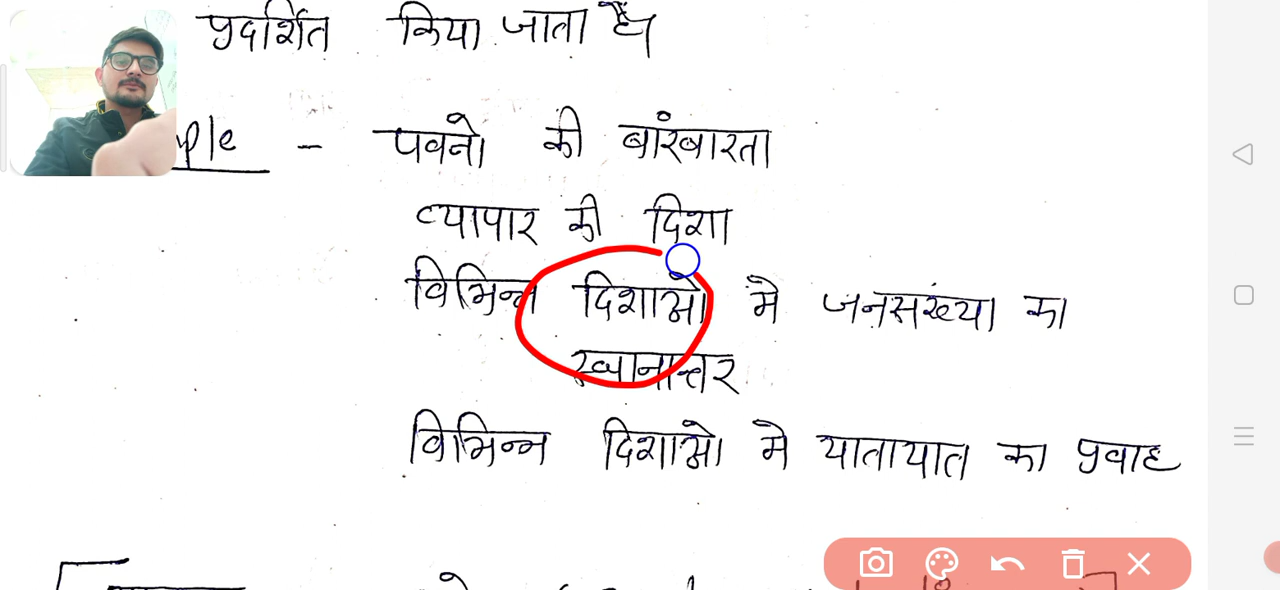 प्रदर्शित किया जाता है।
ple - पवनो की बारंबारता
व्यापार की दिशा
विभिन्न दिशाओ मे जनसंख्या का
स्थानान्तर
विभिन्न दिशाओ मे यातायात का प्रवाह